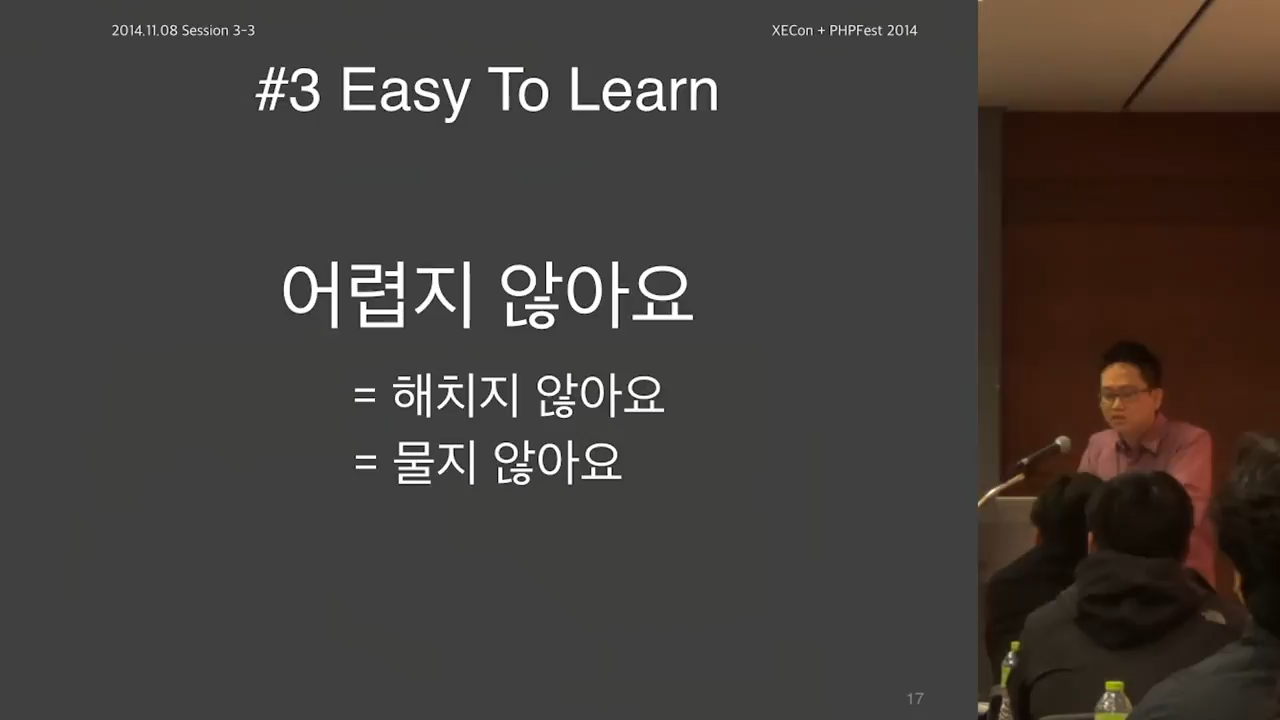 2014.11.08 Session 3-3
XECon + PHPFest 2014
#3 Easy To Learn
어렵지 않아요
= 해치지 않아요
= 물지 않아요
17